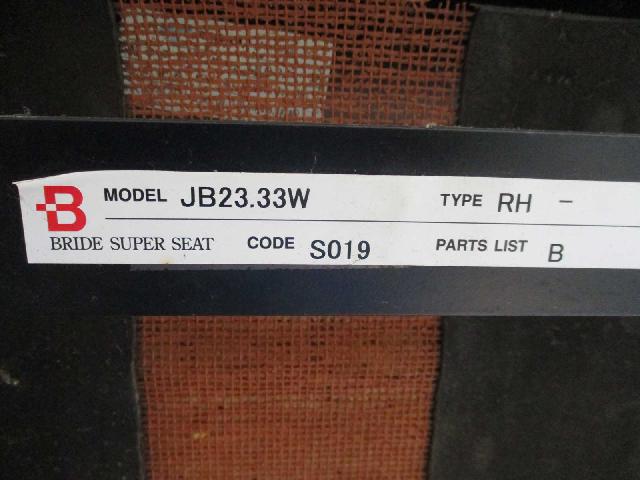 B MODEL JB23.33W TYPE RH -
BRIDE SUPER SEAT CODE S019 PARTS LIST B